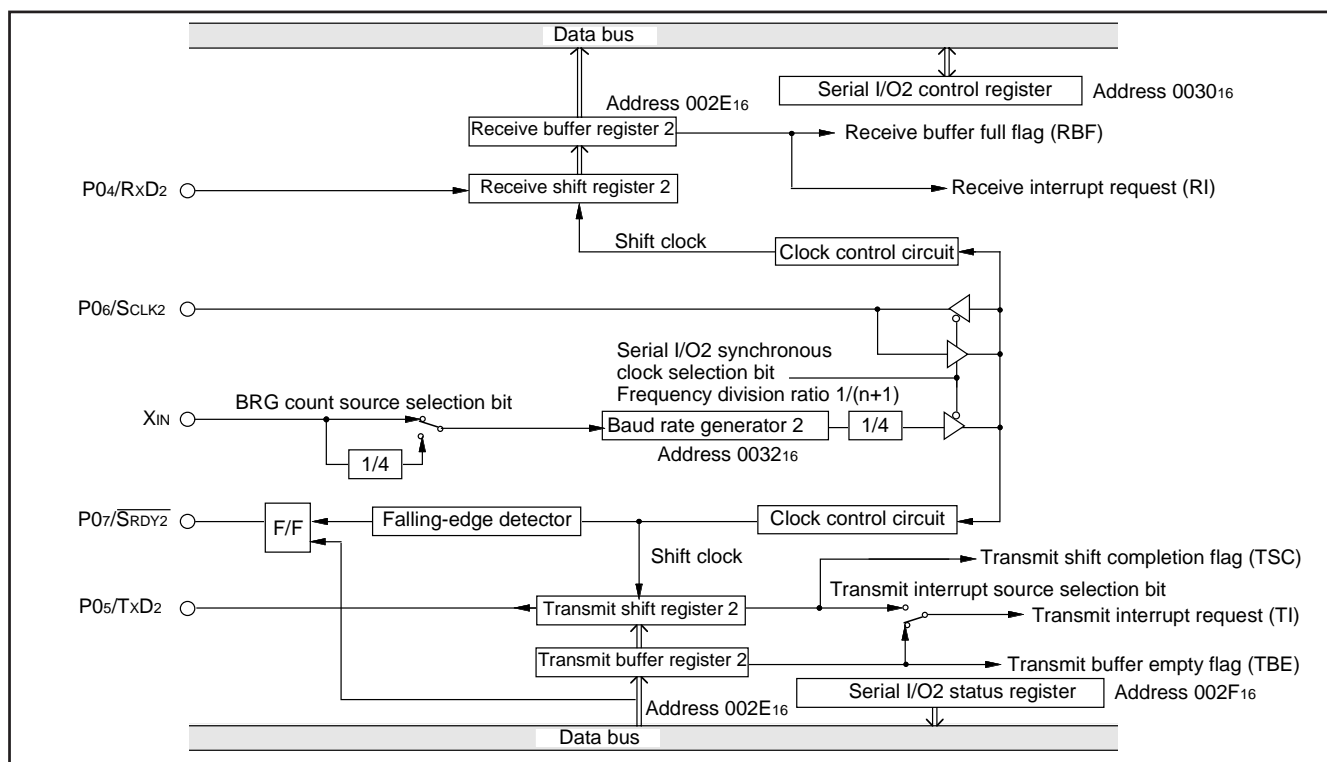 Data bus
Serial I/O2 control register
Address 0030₁₆
Address 002E₁₆
Receive buffer register 2
Receive buffer full flag (RBF)
P0₄/RxD₂
Receive shift register 2
Receive interrupt request (RI)
Shift clock
Clock control circuit
P0₆/SCLK2
Serial I/O2 synchronous
clock selection bit
Frequency division ratio 1/(n+1)
BRG count source selection bit
XIN
Baud rate generator 2
1/4
1/4
Address 0032₁₆
P0₇/S̅R̅D̅Y̅2̅
F/F
Falling-edge detector
Clock control circuit
Shift clock
Transmit shift completion flag (TSC)
Transmit interrupt source selection bit
P0₅/TxD₂
Transmit shift register 2
Transmit interrupt request (TI)
Transmit buffer register 2
Transmit buffer empty flag (TBE)
Serial I/O2 status register
Address 002F₁₆
Address 002E₁₆
Data bus